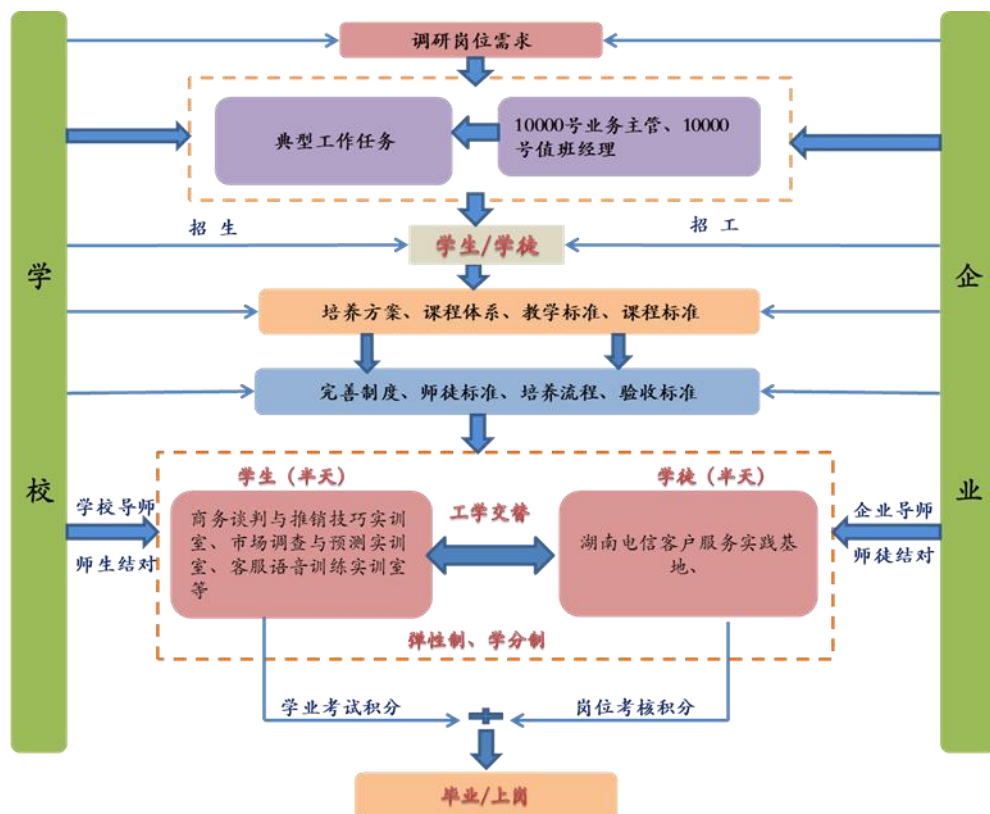 调研岗位需求
典型工作任务
10000号业务主管、10000
号值班经理
招 生
招 工
学生/学徒
学
校
企
业
培养方案、课程体系、教学标准、课程标准
完善制度、师徒标准、培养流程、验收标准
学生（半天）
学徒（半天）
学校导师
师生结对
商务谈判与推销技巧实训
室、市场调查与预测实训
室、客服语音训练实训室
等
工学交替
湖南电信客户服务实践基
地、
企业导师
师徒结对
弹性制、学分制
学业考试积分
岗位考核积分
毕业/上岗